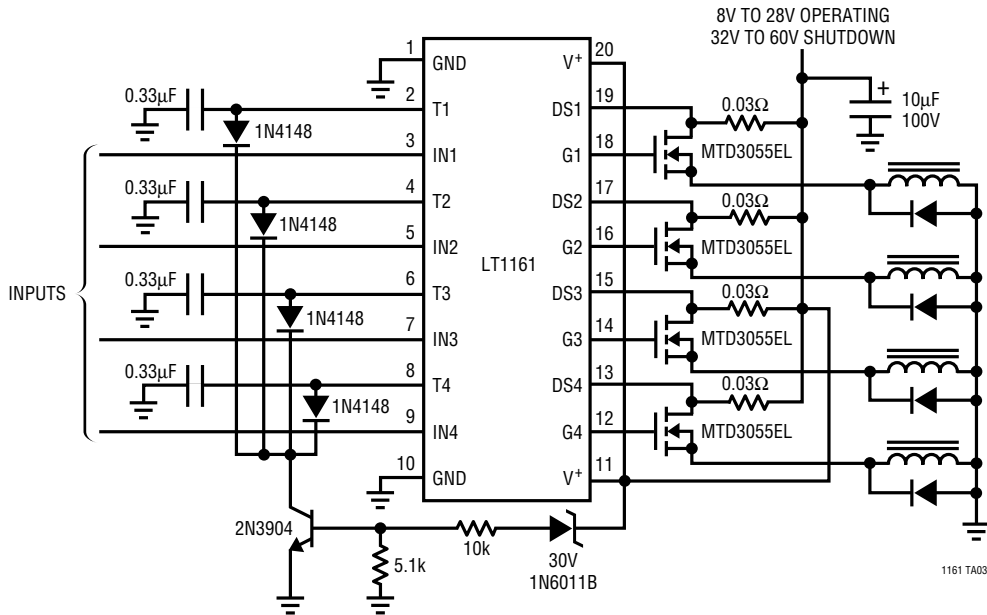 8V TO 28V OPERATING
32V TO 60V SHUTDOWN
1
GND
20
V+
0.33µF
2
T1
19
DS1
0.03Ω
+
10µF
100V
1N4148
3
IN1
18
G1
MTD3055EL
0.33µF
4
T2
17
DS2
0.03Ω
1N4148
5
IN2
16
G2
MTD3055EL
LT1161
INPUTS
0.33µF
6
T3
15
DS3
0.03Ω
1N4148
7
IN3
14
G3
MTD3055EL
0.33µF
8
T4
13
DS4
0.03Ω
1N4148
9
IN4
12
G4
MTD3055EL
10
GND
11
V+
2N3904
5.1k
10k
30V
1N6011B
1161 TA03